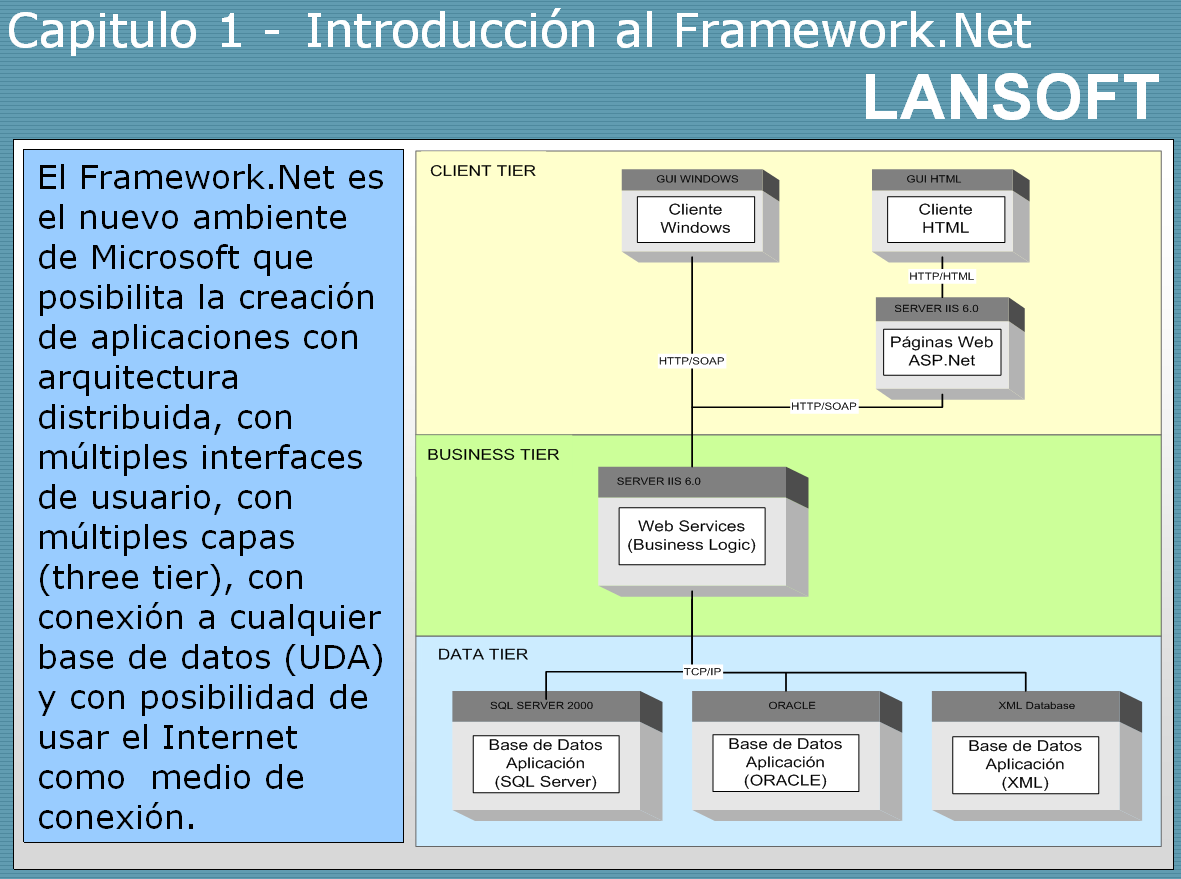 Capitulo 1 - Introducción al Framework.Net
LANSOFT
El Framework.Net es
el nuevo ambiente
de Microsoft que
posibilita la creación
de aplicaciones con
arquitectura
distribuida, con
múltiples interfaces
de usuario, con
múltiples capas
(three tier), con
conexión a cualquier
base de datos (UDA)
y con posibilidad de
usar el Internet
como medio de
conexión.
CLIENT TIER
GUI WINDOWS
Cliente
Windows
GUI HTML
Cliente
HTML
HTTP/HTML
SERVER IIS 6.0
Páginas Web
ASP.Net
HTTP/SOAP
HTTP/SOAP
BUSINESS TIER
SERVER IIS 6.0
Web Services
(Business Logic)
DATA TIER
TCP/IP
SQL SERVER 2000
Base de Datos
Aplicación
(SQL Server)
ORACLE
Base de Datos
Aplicación
(ORACLE)
XML Database
Base de Datos
Aplicación
(XML)